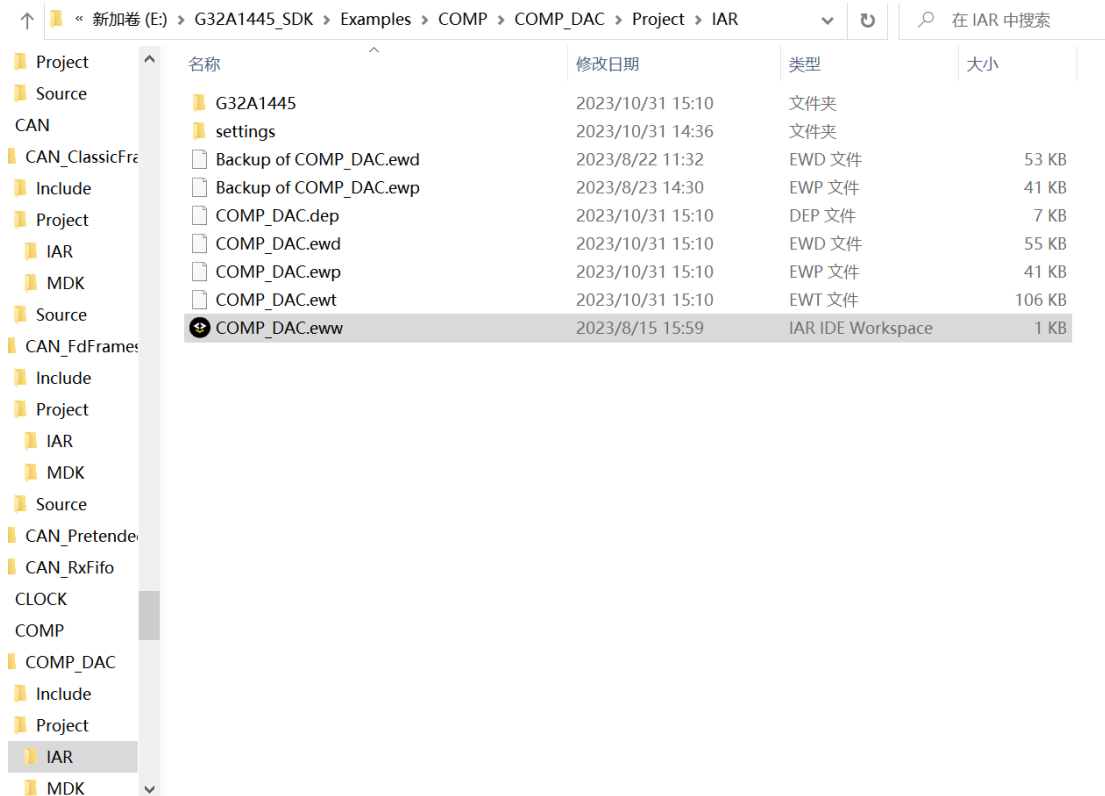 « 新加卷 (E:) › G32A1445_SDK › Examples › COMP › COMP_DAC › Project › IAR
在 IAR 中搜索
Project
Source
CAN
CAN_ClassicFra
Include
Project
IAR
MDK
Source
CAN_FdFrames
Include
Project
IAR
MDK
Source
CAN_Pretende
CAN_RxFifo
CLOCK
COMP
COMP_DAC
Include
Project
IAR
MDK
名称 修改日期 类型 大小
G32A1445 2023/10/31 15:10 文件夹
settings 2023/10/31 14:36 文件夹
Backup of COMP_DAC.ewd 2023/8/22 11:32 EWD 文件 53 KB
Backup of COMP_DAC.ewp 2023/8/23 14:30 EWP 文件 41 KB
COMP_DAC.dep 2023/10/31 15:10 DEP 文件 7 KB
COMP_DAC.ewd 2023/10/31 15:10 EWD 文件 55 KB
COMP_DAC.ewp 2023/10/31 15:10 EWP 文件 41 KB
COMP_DAC.ewt 2023/10/31 15:10 EWT 文件 106 KB
COMP_DAC.eww 2023/8/15 15:59 IAR IDE Workspace 1 KB